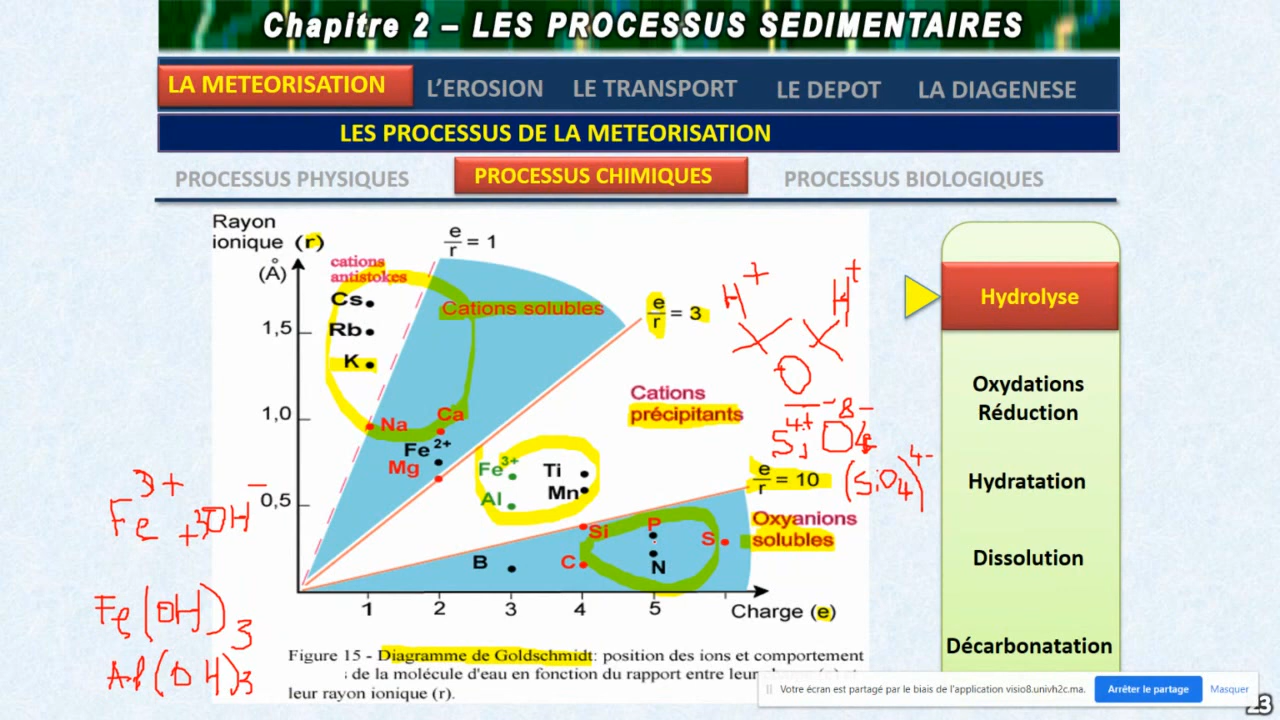 Chapitre 2 – LES PROCESSUS SEDIMENTAIRES
LA METEORISATION L'EROSION LE TRANSPORT LE DEPOT LA DIAGENESE
LES PROCESSUS DE LA METEORISATION
PROCESSUS PHYSIQUES PROCESSUS CHIMIQUES PROCESSUS BIOLOGIQUES
Rayon
ionique (r)
(Å)
1,5
1,0
0,5
e/r = 1
cations
antistokes
Cs
Rb
K
Cations solubles
e/r = 3
Na
Ca
Fe2+
Mg
Cations
précipitants
Fe3+
Al
Ti
Mn
e/r = 10
Oxyanions
solubles
Si
P
S
B
C
N
1 2 3 4 5
Charge (e)
H+ H+
O
(SiO4)4-
Fe3+ + 3OH-
Fe(OH)3
Al(OH)3
Figure 15 - Diagramme de Goldschmidt: position des ions et comportement
de la molécule d'eau en fonction du rapport entre leur
leur rayon ionique (r).
Hydrolyse
Oxydations
Réduction
Hydratation
Dissolution
Décarbonatation
Votre écran est partagé par le biais de l'application visio8.univh2c.ma.
Arrêter le partage
Masquer
23